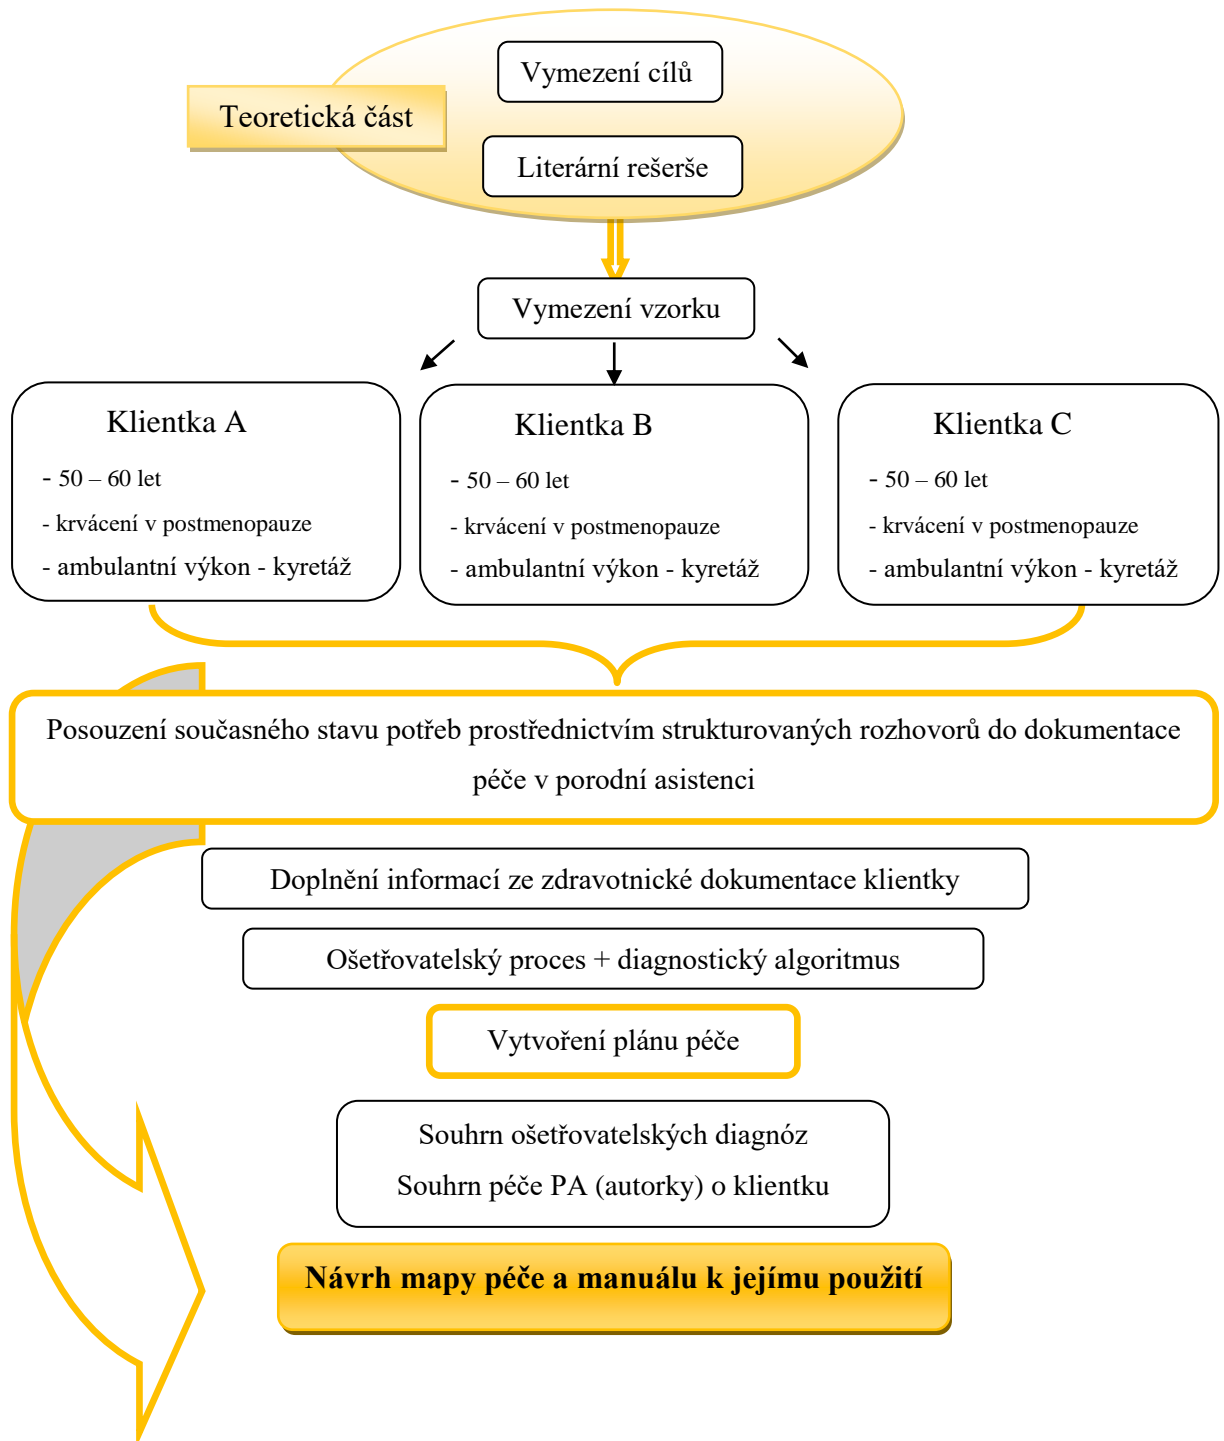 Vymezení cílů
Teoretická část
Literární rešerše
Vymezení vzorku
Klientka A
- 50 – 60 let
- krvácení v postmenopauze
- ambulantní výkon - kyretáž
Klientka B
- 50 – 60 let
- krvácení v postmenopauze
- ambulantní výkon - kyretáž
Klientka C
- 50 – 60 let
- krvácení v postmenopauze
- ambulantní výkon - kyretáž
Posouzení současného stavu potřeb prostřednictvím strukturovaných rozhovorů do dokumentace
péče v porodní asistenci
Doplnění informací ze zdravotnické dokumentace klientky
Ošetřovatelský proces + diagnostický algoritmus
Vytvoření plánu péče
Souhrn ošetřovatelských diagnóz
Souhrn péče PA (autorky) o klientku
Návrh mapy péče a manuálu k jejímu použití